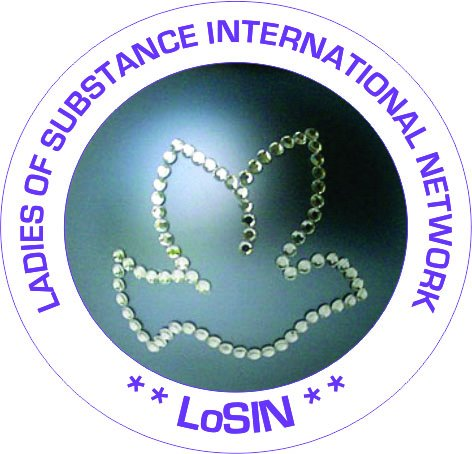 LADIES OF SUBSTANCE INTERNATIONAL NETWORK
** LoSIN **